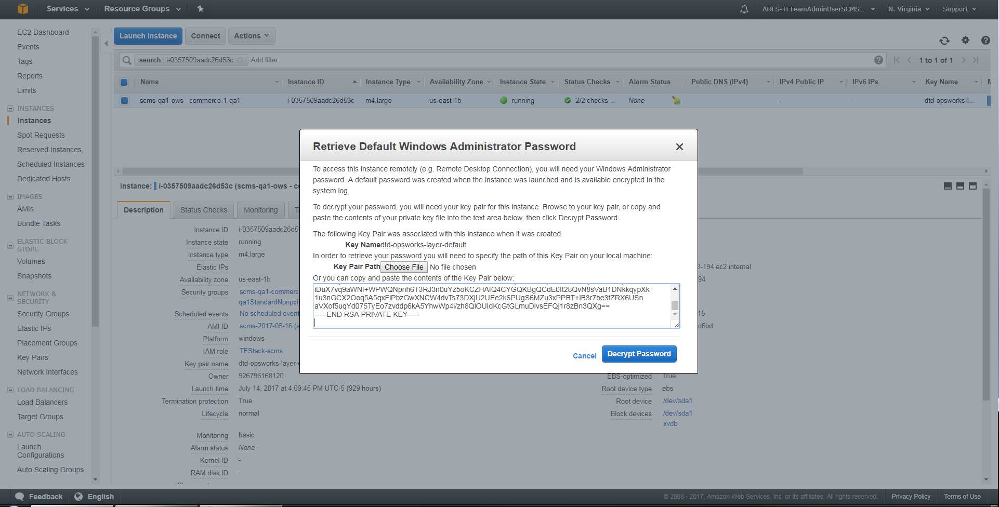 Services
Resource Groups
ADFS-TFTeamAdminUserSCMS...
N. Virginia
Support
EC2 Dashboard
Events
Tags
Reports
Limits
INSTANCES
Instances
Spot Requests
Reserved Instances
Scheduled Instances
Dedicated Hosts
IMAGES
AMIs
Bundle Tasks
ELASTIC BLOCK
STORE
Volumes
Snapshots
NETWORK &
SECURITY
Security Groups
Elastic IPs
Placement Groups
Key Pairs
Network Interfaces
LOAD BALANCING
Load Balancers
Target Groups
AUTO SCALING
Launch
Configurations
Auto Scaling Groups
Launch Instance Connect Actions
search : i-0357509aadc26d53c Add filter
1 to 1 of 1
Name Instance ID Instance Type Availability Zone Instance State Status Checks Alarm Status Public DNS (IPv4) IPv4 Public IP IPv6 IPs Key Name
scms-qa1-ows - commerce-1-qa1 i-0357509aadc26d53c m4.large us-east-1b running 2/2 checks ... None - - dtd-opsworks-l...
Instance: i-0357509aadc26d53c (scms-qa1-ows - co
Description Status Checks Monitoring Ta
Instance ID i-0357509aadc26d53
Instance state running
Instance type m4.large
Elastic IPs
Availability zone us-east-1b
Security groups scms-qa1-commerc
qa1StandardNonpci
Scheduled events No scheduled event
AMI ID scms-2017-05-16 (a
Platform windows
IAM role TFStack-scms
Key pair name dtd-opsworks-layer-d
Owner 926796168120
Launch time July 14, 2017 at 4:09:45 PM UTC-5 (929 hours)
Termination protection True
Lifecycle normal
Monitoring basic
Alarm status None
Kernel ID -
RAM disk ID -
3-194.ec2.internal
94
15
d6bd
EBS-optimized True
Root device type ebs
Root device /dev/sda1
Block devices /dev/sda1
xvdb
Retrieve Default Windows Administrator Password
To access this instance remotely (e.g. Remote Desktop Connection), you will need your Windows Administrator
password. A default password was created when the instance was launched and is available encrypted in the
system log.
To decrypt your password, you will need your key pair for this instance. Browse to your key pair, or copy and
paste the contents of your private key file into the text area below, then click Decrypt Password.
The following Key Pair was associated with this instance when it was created.
Key Namedtd-opsworks-layer-default
In order to retrieve your password you will need to specify the path of this Key Pair on your local machine:
Key Pair Path Choose File No file chosen
Or you can copy and paste the contents of the Key Pair below:
iDuX7vq9aWNI+WPWQNpnh6T3RJ3n0uYz5oKCZHAIQ4CYGQKBgQCdE0It28QvN8sVaB1DNkkqypXk
1u3nGCX2Ooq5A5qxFiPbzGwXNCW4dvTs73DXjU2UEe2k6PUgS6MZu3xPPBT+IB3r7be3tZRX6USn
aVXof5uqYd075TyEo7zvddp6kA5YhwWp4i/zh8QIOUIdKcGtGLmuDlvsEFQj1r8zBn3QXg==
-----END RSA PRIVATE KEY-----
Cancel Decrypt Password
Feedback English
© 2008 - 2017, Amazon Web Services, Inc. or its affiliates. All rights reserved. Privacy Policy Terms of Use